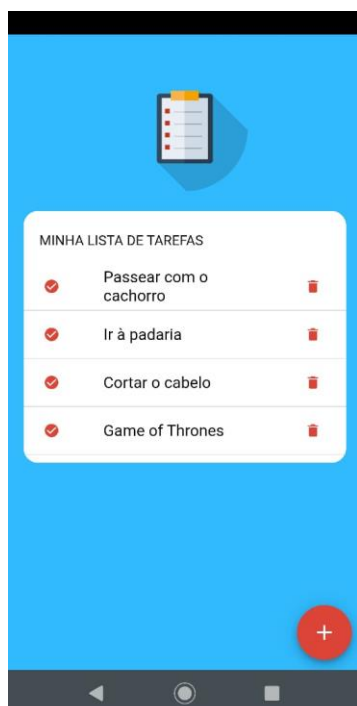 MINHA LISTA DE TAREFAS
Passear com o
cachorro
Ir à padaria
Cortar o cabelo
Game of Thrones